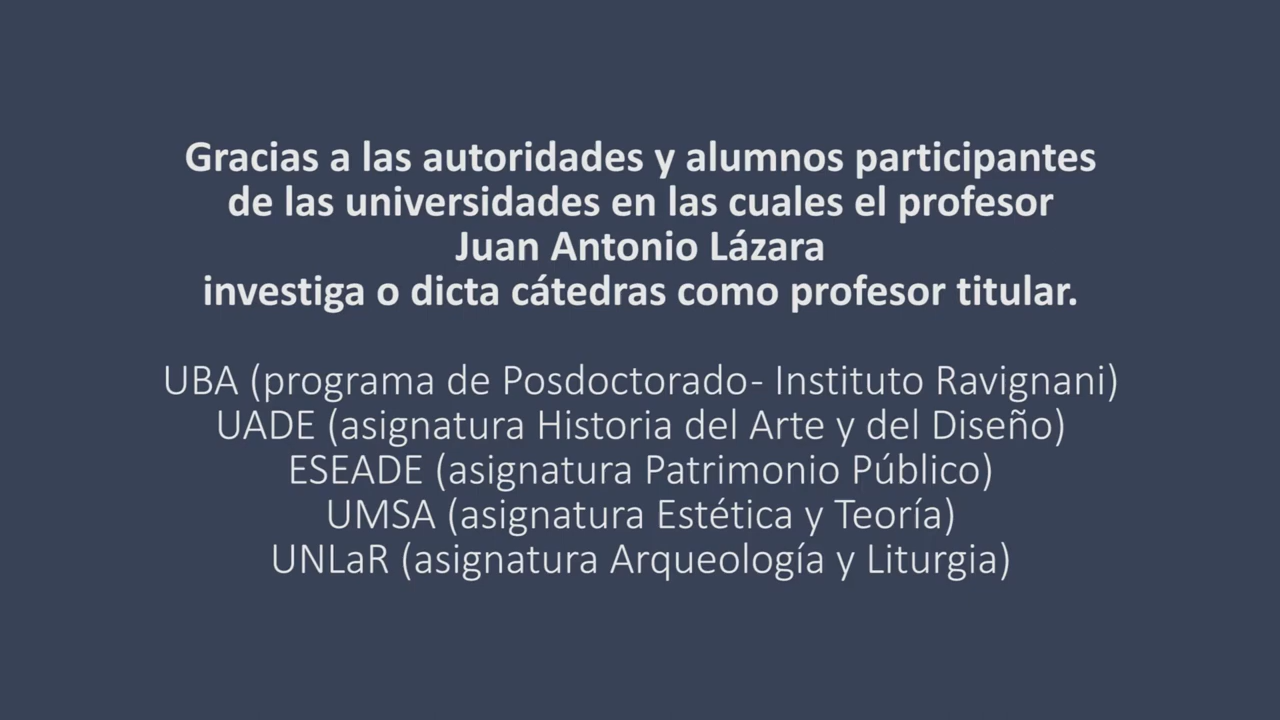 Gracias a las autoridades y alumnos participantes
de las universidades en las cuales el profesor
Juan Antonio Lázara
investiga o dicta cátedras como profesor titular.
UBA (programa de Posdoctorado- Instituto Ravignani)
UADE (asignatura Historia del Arte y del Diseño)
ESEADE (asignatura Patrimonio Público)
UMSA (asignatura Estética y Teoría)
UNLaR (asignatura Arqueología y Liturgia)